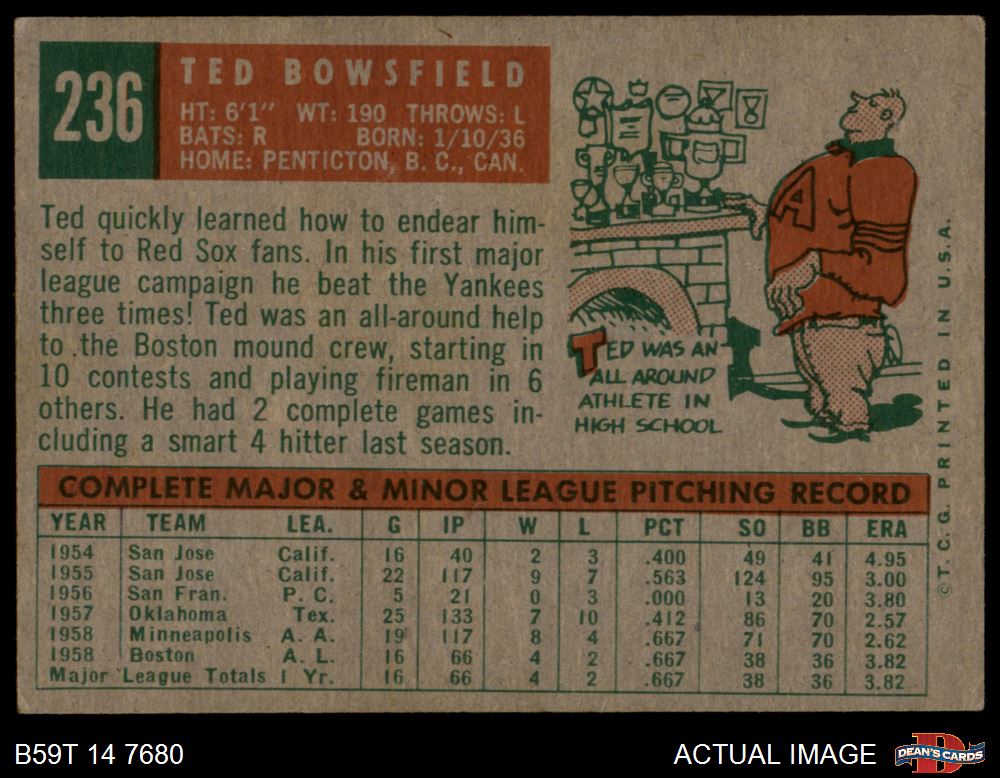 236
TED BOWSFIELD
HT: 6'1" WT: 190 THROWS: L
BATS: R BORN: 1/10/36
HOME: PENTICTON, B. C., CAN.
Ted quickly learned how to endear him-
self to Red Sox fans. In his first major
league campaign he beat the Yankees
three times! Ted was an all-around help
to the Boston mound crew, starting in
10 contests and playing fireman in 6
others. He had 2 complete games in-
cluding a smart 4 hitter last season.
A
TED WAS AN
ALL AROUND
ATHLETE IN
HIGH SCHOOL
COMPLETE MAJOR & MINOR LEAGUE PITCHING RECORD
YEAR TEAM LEA. G IP W L PCT SO BB ERA
1954 San Jose Calif. 16 40 2 3 .400 49 41 4.95
1955 San Jose Calif. 22 117 9 7 .563 124 95 3.00
1956 San Fran. P. C. 5 21 0 3 .000 13 20 3.80
1957 Oklahoma Tex. 25 133 7 10 .412 86 70 2.57
1958 Minneapolis A. A. 19 117 8 4 .667 71 70 2.62
1958 Boston A. L. 16 66 4 2 .667 38 36 3.82
Major League Totals 1 Yr. 16 66 4 2 .667 38 36 3.82
©T. C. G. PRINTED IN U.S.A.
B59T 14 7680
ACTUAL IMAGE
DEAN'S CARDS